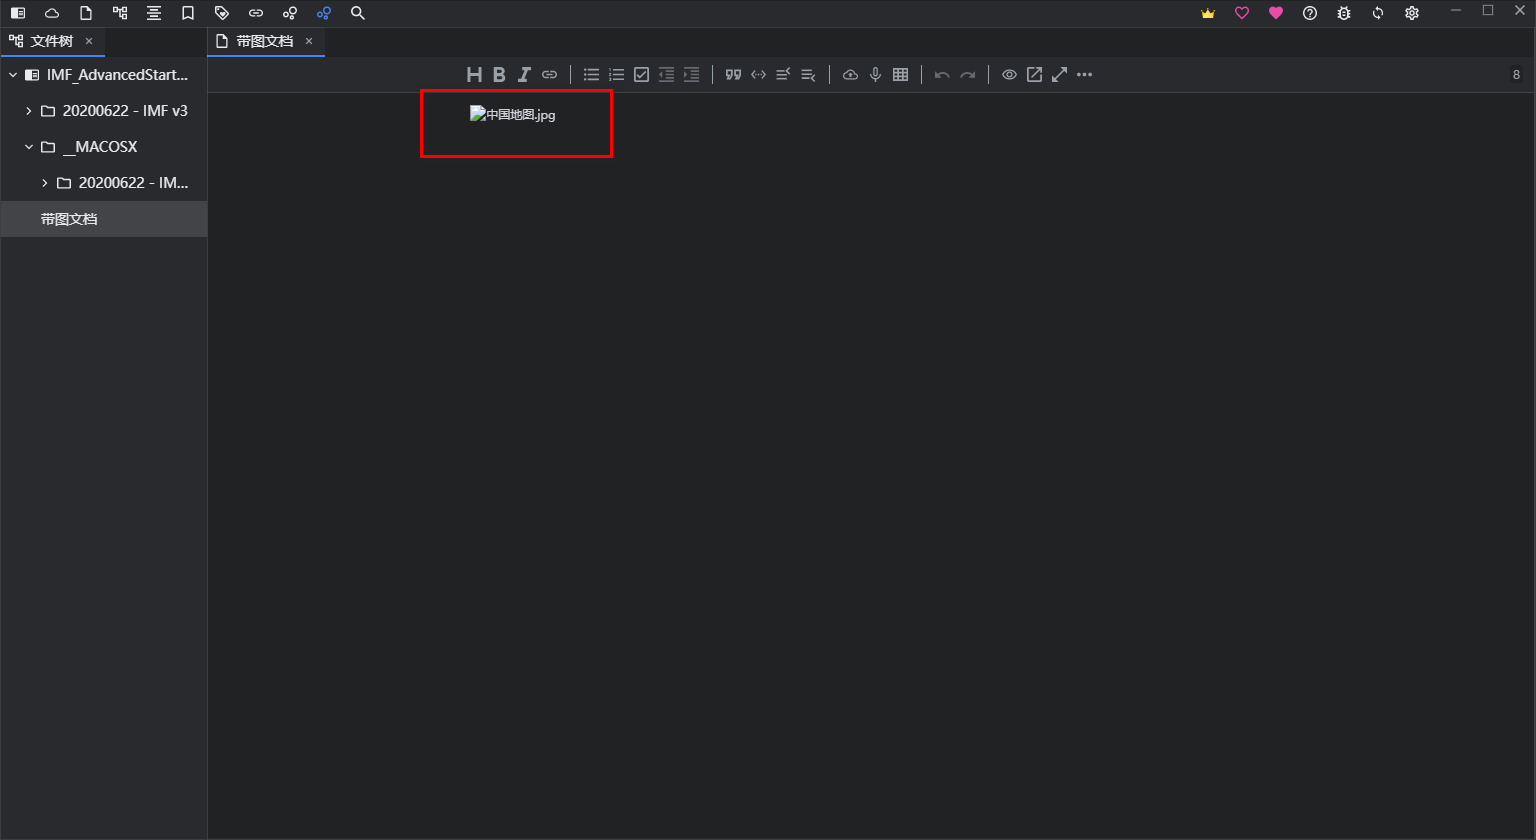 文件树
带图文档
IMF_AdvancedStart...
20200622 - IMF v3
__MACOSX
20200622 - IM...
带图文档
H B I
8
中国地图.jpg